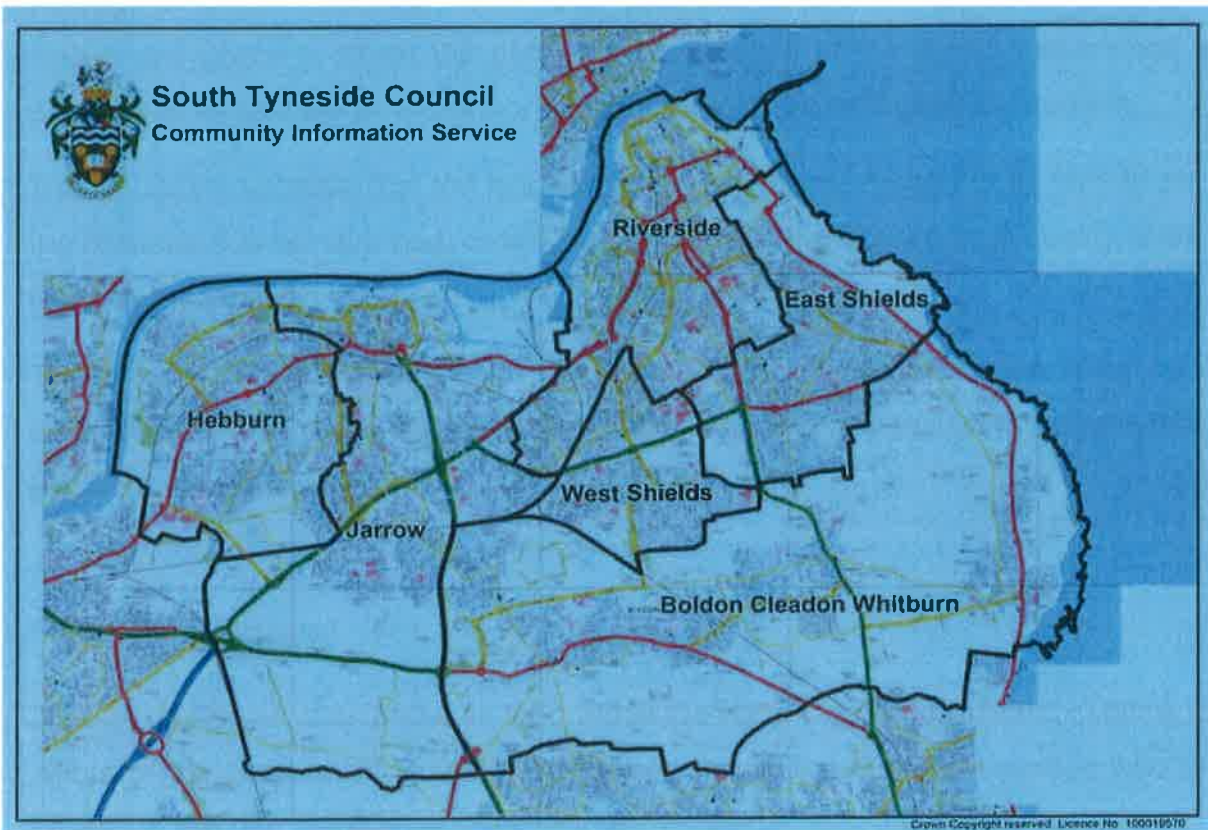 South Tyneside Council
Community Information Service
Riverside
East Shields
Hebburn
West Shields
Jarrow
Boldon Cleadon Whitburn
Crown Copyright reserved Licence No. 100019570